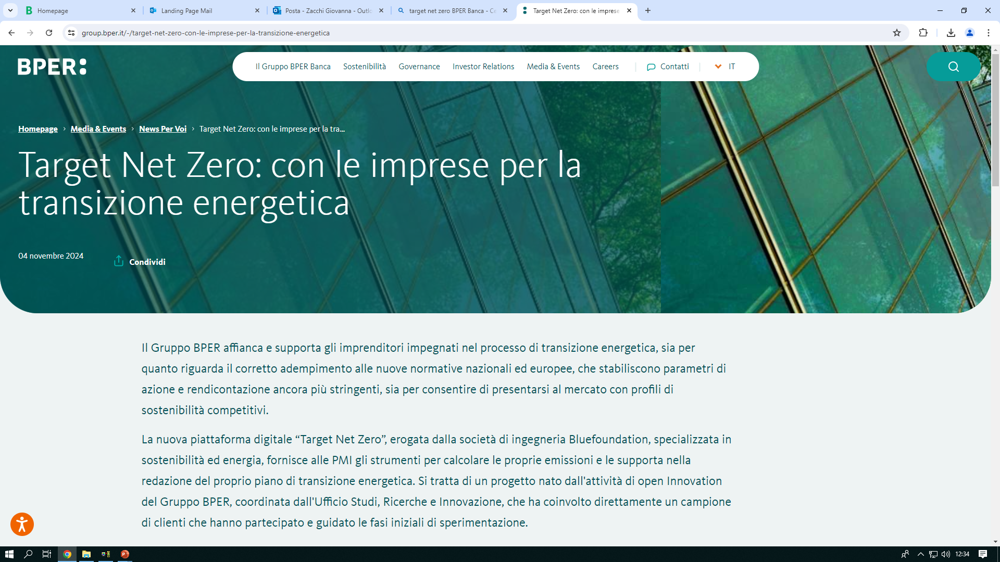 Homepage
Landing Page Mail
Posta - Zacchi Giovanna - Outlo
target net zero BPER Banca - Ce
Target Net Zero: con le imprese
group.bper.it/-/target-net-zero-con-le-imprese-per-la-transizione-energetica
BPER:
Il Gruppo BPER Banca
Sostenibilità
Governance
Investor Relations
Media & Events
Careers
Contatti
IT
Homepage › Media & Events › News Per Voi › Target Net Zero: con le imprese per la tra...
Target Net Zero: con le imprese per la
transizione energetica
04 novembre 2024
Condividi
Il Gruppo BPER affianca e supporta gli imprenditori impegnati nel processo di transizione energetica, sia per
quanto riguarda il corretto adempimento alle nuove normative nazionali ed europee, che stabiliscono parametri di
azione e rendicontazione ancora più stringenti, sia per consentire di presentarsi al mercato con profili di
sostenibilità competitivi.
La nuova piattaforma digitale “Target Net Zero”, erogata dalla società di ingegneria Bluefoundation, specializzata in
sostenibilità ed energia, fornisce alle PMI gli strumenti per calcolare le proprie emissioni e le supporta nella
redazione del proprio piano di transizione energetica. Si tratta di un progetto nato dall'attività di open Innovation
del Gruppo BPER, coordinata dall'Ufficio Studi, Ricerche e Innovazione, che ha coinvolto direttamente un campione
di clienti che hanno partecipato e guidato le fasi iniziali di sperimentazione.
12:34